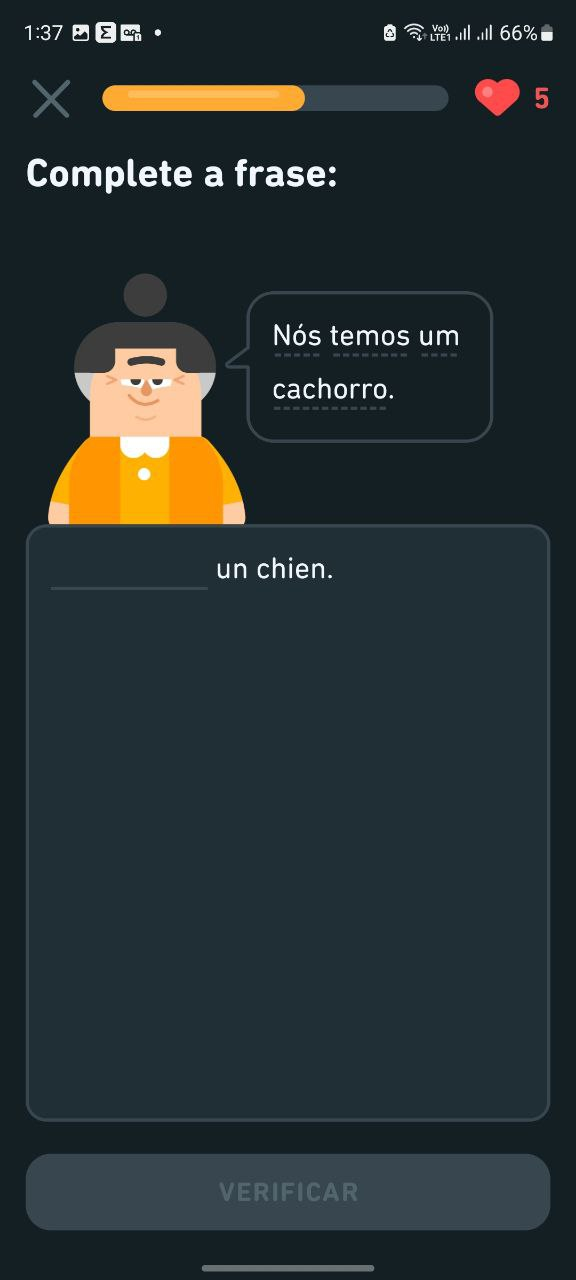 1:37 66%
5
Complete a frase:
Nós temos um
cachorro.
un chien.
VERIFICAR